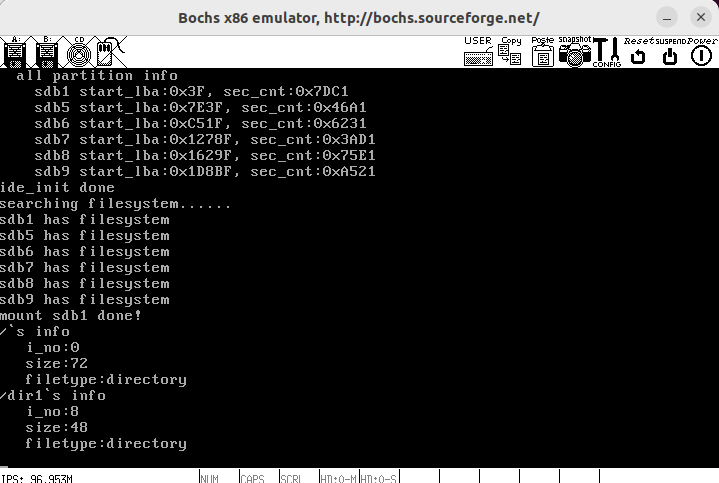 Bochs x86 emulator, http://bochs.sourceforge.net/
A: B: CD USER Copy Paste snapshot CONFIG Reset SUSPEND Power
all partition info
sdb1 start_lba:0x3F, sec_cnt:0x7DC1
sdb5 start_lba:0x7E3F, sec_cnt:0x46A1
sdb6 start_lba:0xC51F, sec_cnt:0x6231
sdb7 start_lba:0x1278F, sec_cnt:0x3AD1
sdb8 start_lba:0x1629F, sec_cnt:0x75E1
sdb9 start_lba:0x1D8BF, sec_cnt:0xA521
ide_init done
searching filesystem......
sdb1 has filesystem
sdb5 has filesystem
sdb6 has filesystem
sdb7 has filesystem
sdb8 has filesystem
sdb9 has filesystem
mount sdb1 done!
/`s info
i_no:0
size:72
filetype:directory
/dir1`s info
i_no:8
size:48
filetype:directory
IPS: 96.953M NUM CAPS SCRL HD:0-M HD:0-S